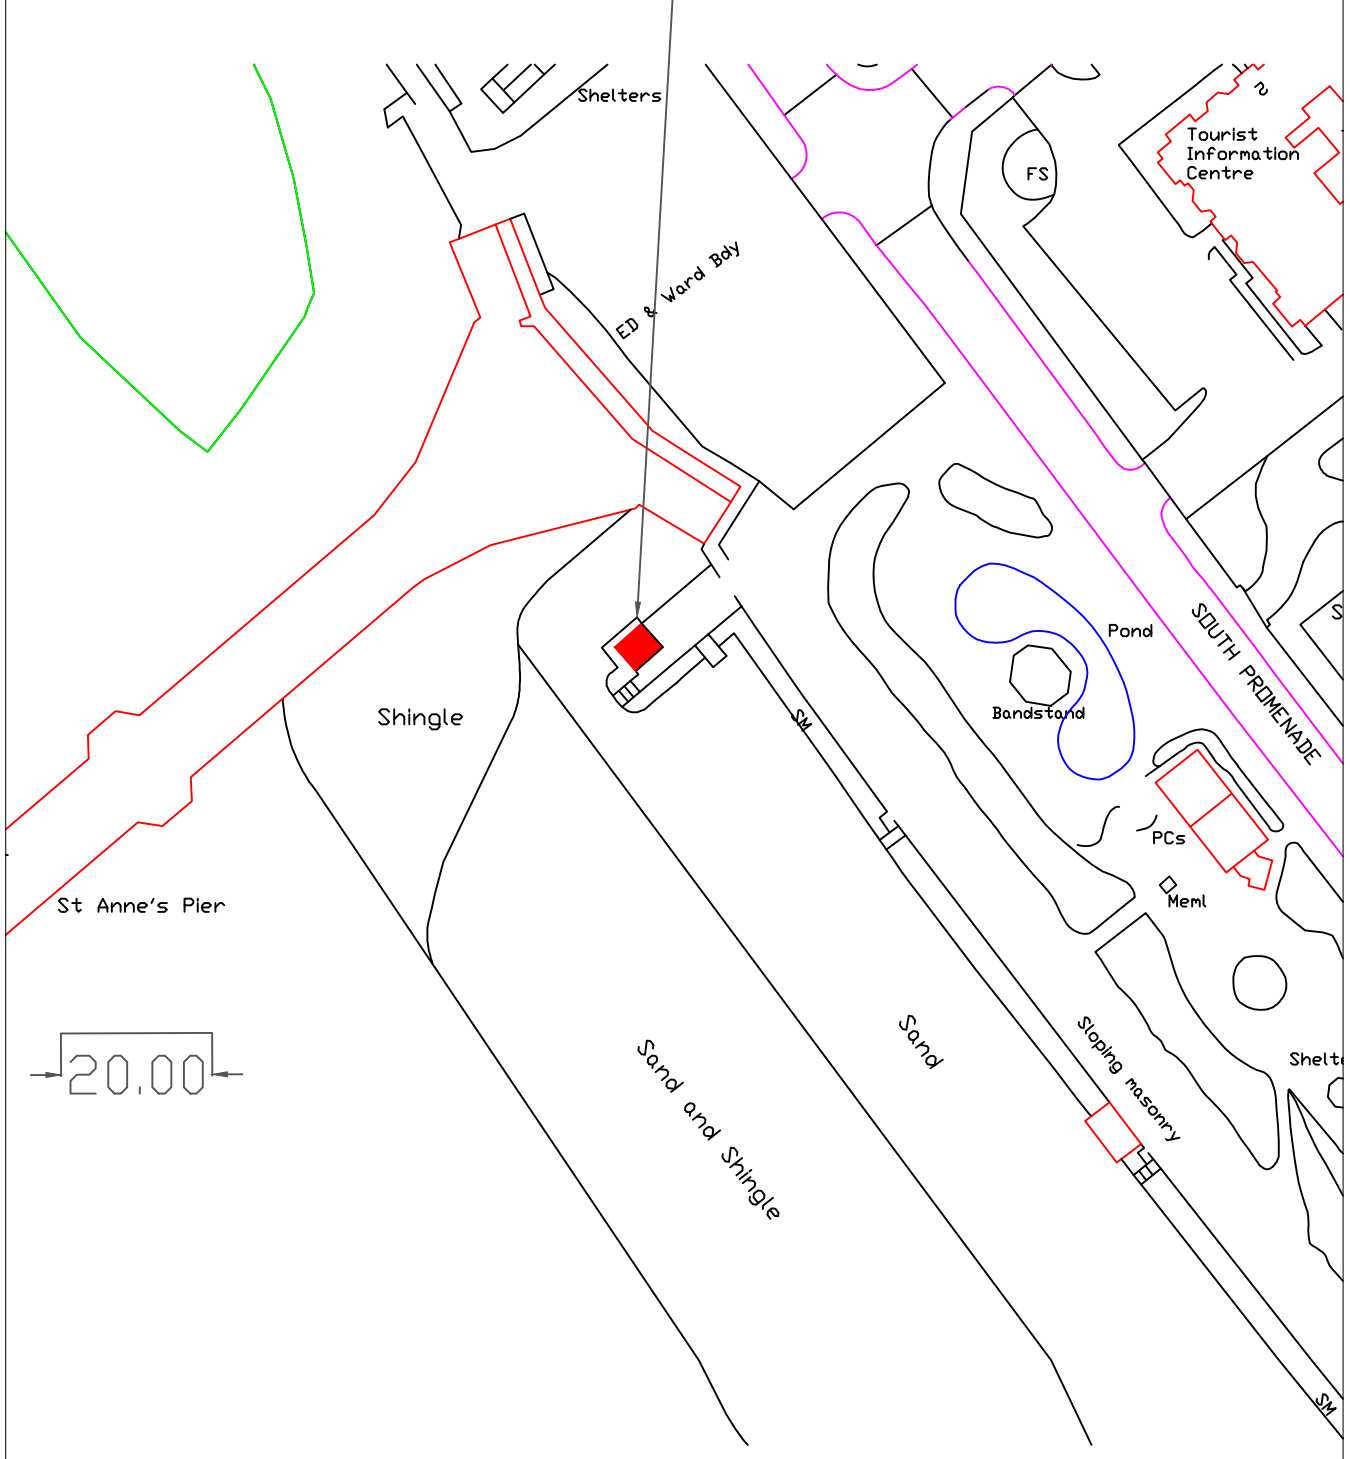 Shelters
Tourist
Information
Centre
FS
ED & Ward Bdy
Pond
SOUTH PROMENADE
Bandstand
Shingle
SM
PCs
Meml
St Anne's Pier
Sand
Sloping masonry
20.00
Sand and Shingle
SM